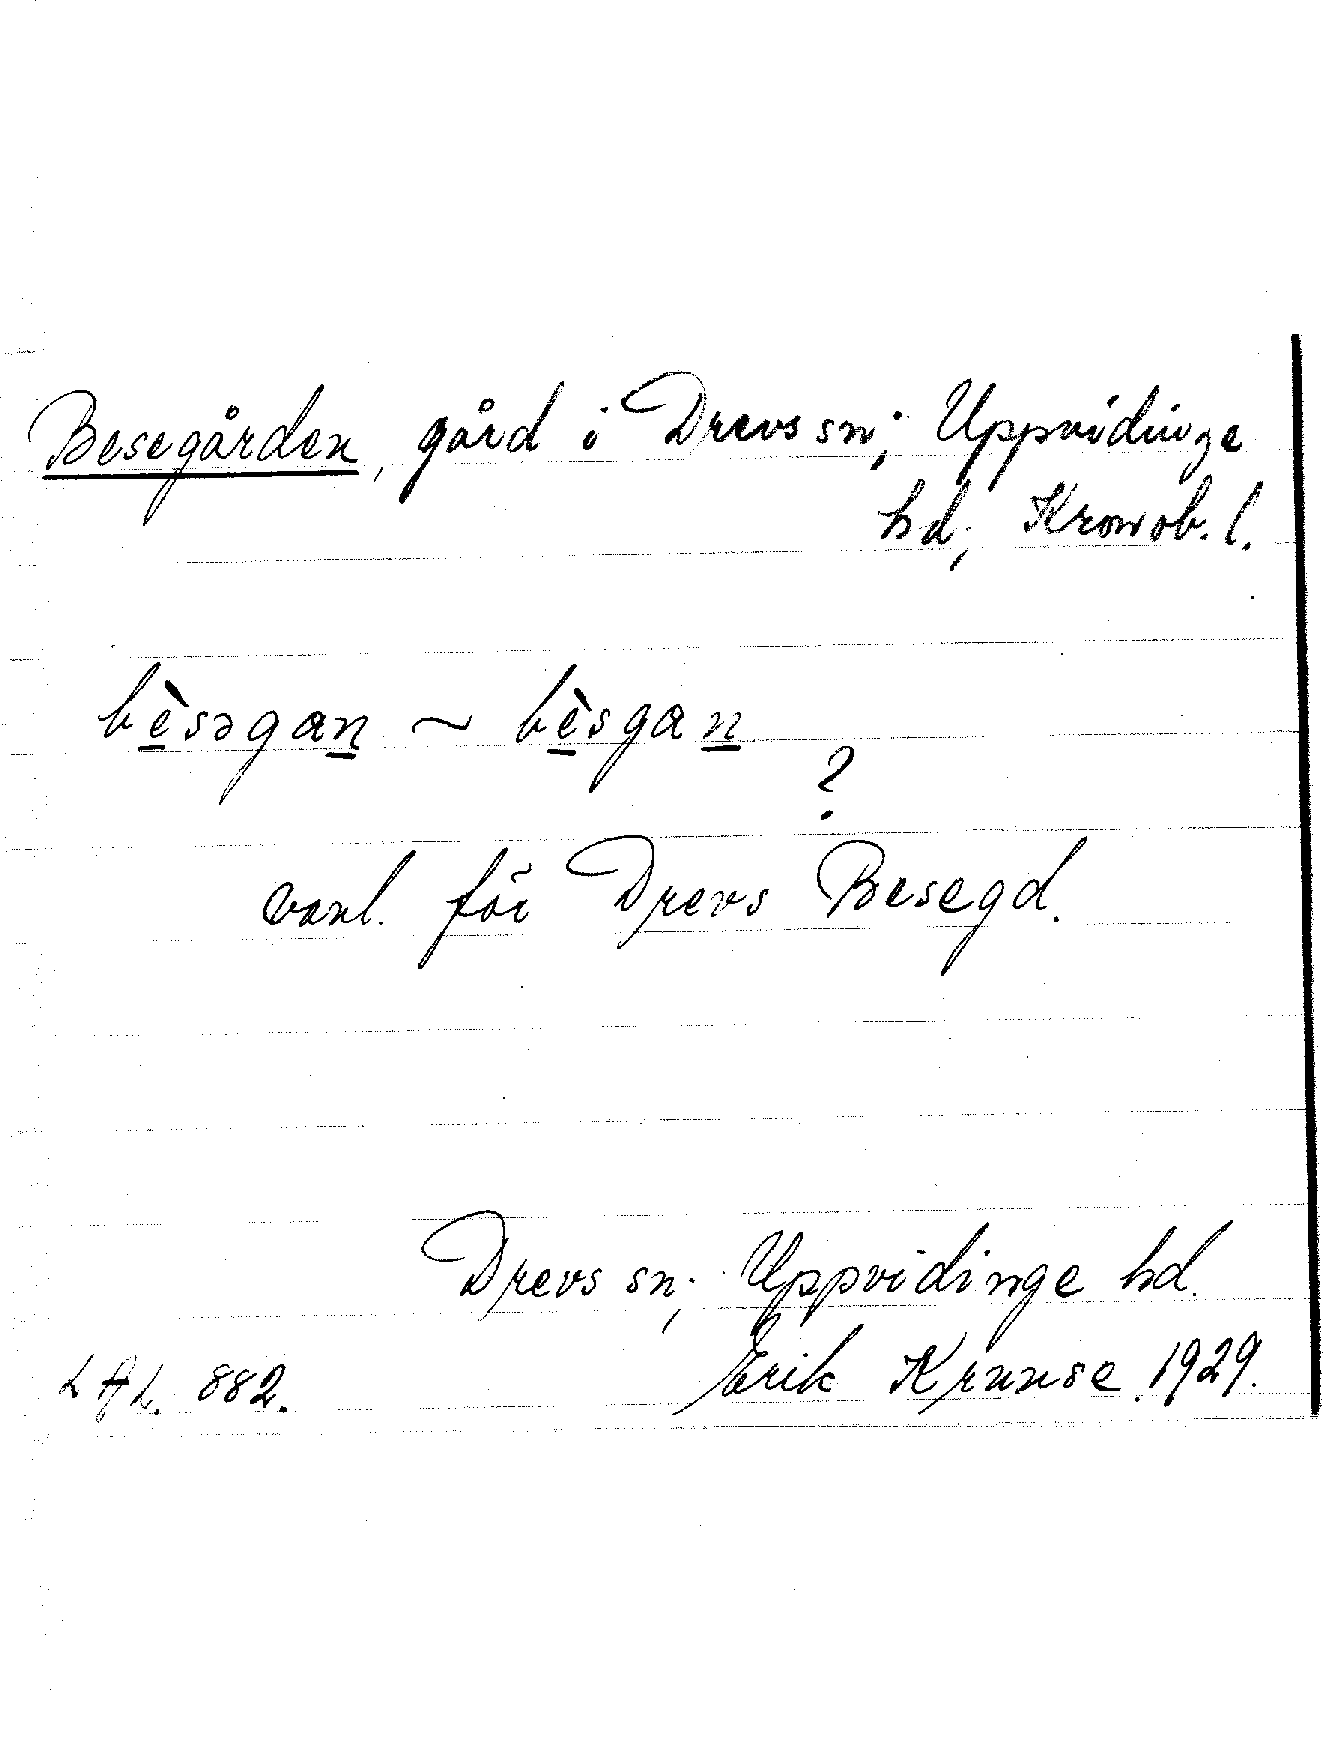 Besegården, gård i Drevs sn; Uppvidinge
hd, Kronob. l.
bèsəgan ~ bèsgan
?
vanl. för Drevs Besegd.
Drevs sn; Uppvidinge hd.
LAL. 882. Erik Kruuse 1929.